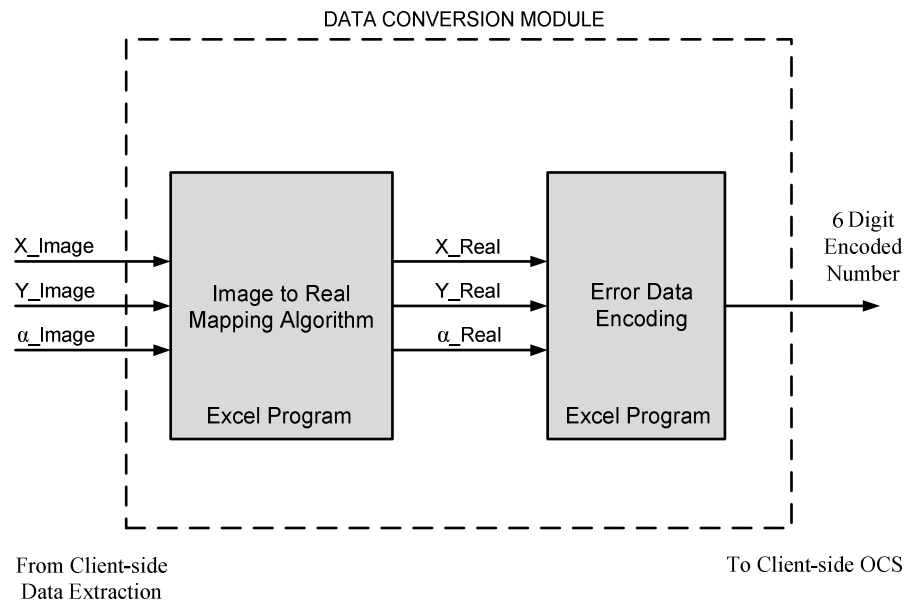 DATA CONVERSION MODULE
X_Image
Y_Image
α_Image
Image to Real
Mapping Algorithm
Excel Program
X_Real
Y_Real
α_Real
Error Data
Encoding
Excel Program
6 Digit
Encoded
Number
From Client-side
Data Extraction
To Client-side OCS